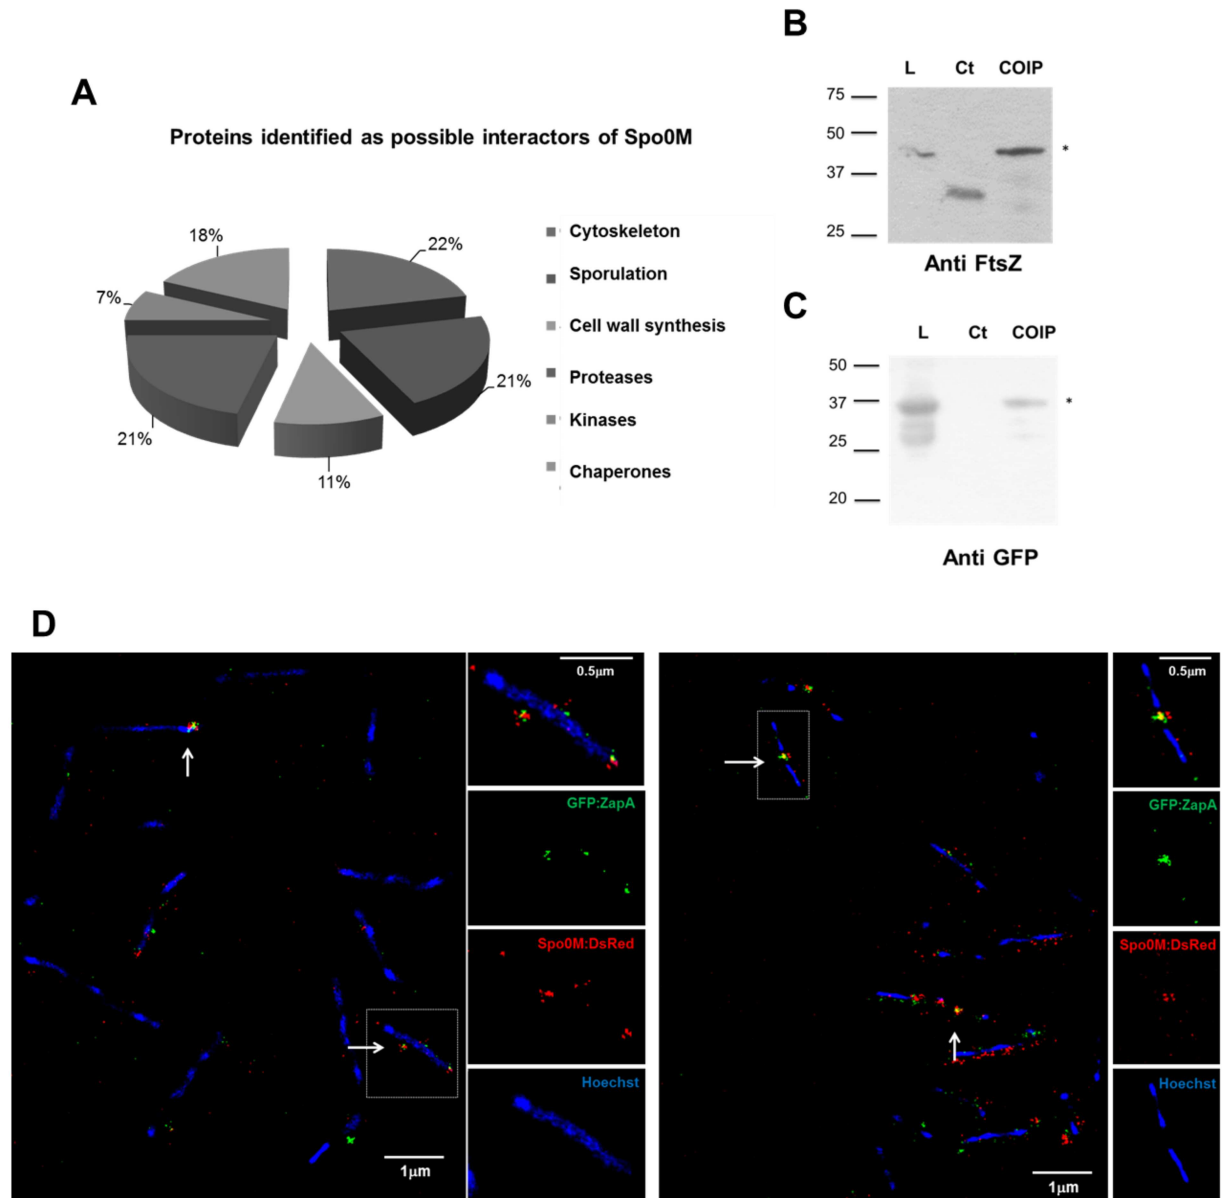 A
Proteins identified as possible interactors of Spo0M
18%
22%
7%
21%
21%
11%
Cytoskeleton
Sporulation
Cell wall synthesis
Proteases
Kinases
Chaperones
B
L Ct COIP
75
50
37
25
*
Anti FtsZ
C
L Ct COIP
50
37
25
20
*
Anti GFP
D
0.5µm
GFP:ZapA
Spo0M:DsRed
Hoechst
1µm
0.5µm
GFP:ZapA
Spo0M:DsRed
Hoechst
1µm